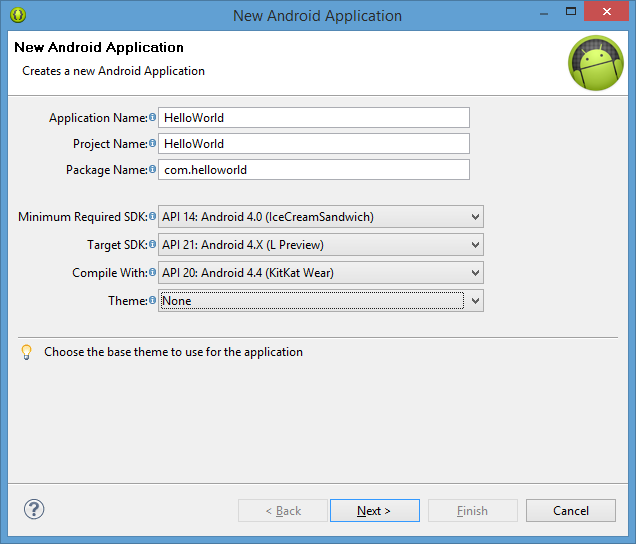 New Android Application
New Android Application
Creates a new Android Application
Application Name: HelloWorld
Project Name: HelloWorld
Package Name: com.helloworld
Minimum Required SDK: API 14: Android 4.0 (IceCreamSandwich)
Target SDK: API 21: Android 4.X (L Preview)
Compile With: API 20: Android 4.4 (KitKat Wear)
Theme: None
Choose the base theme to use for the application
? < Back Next > Finish Cancel